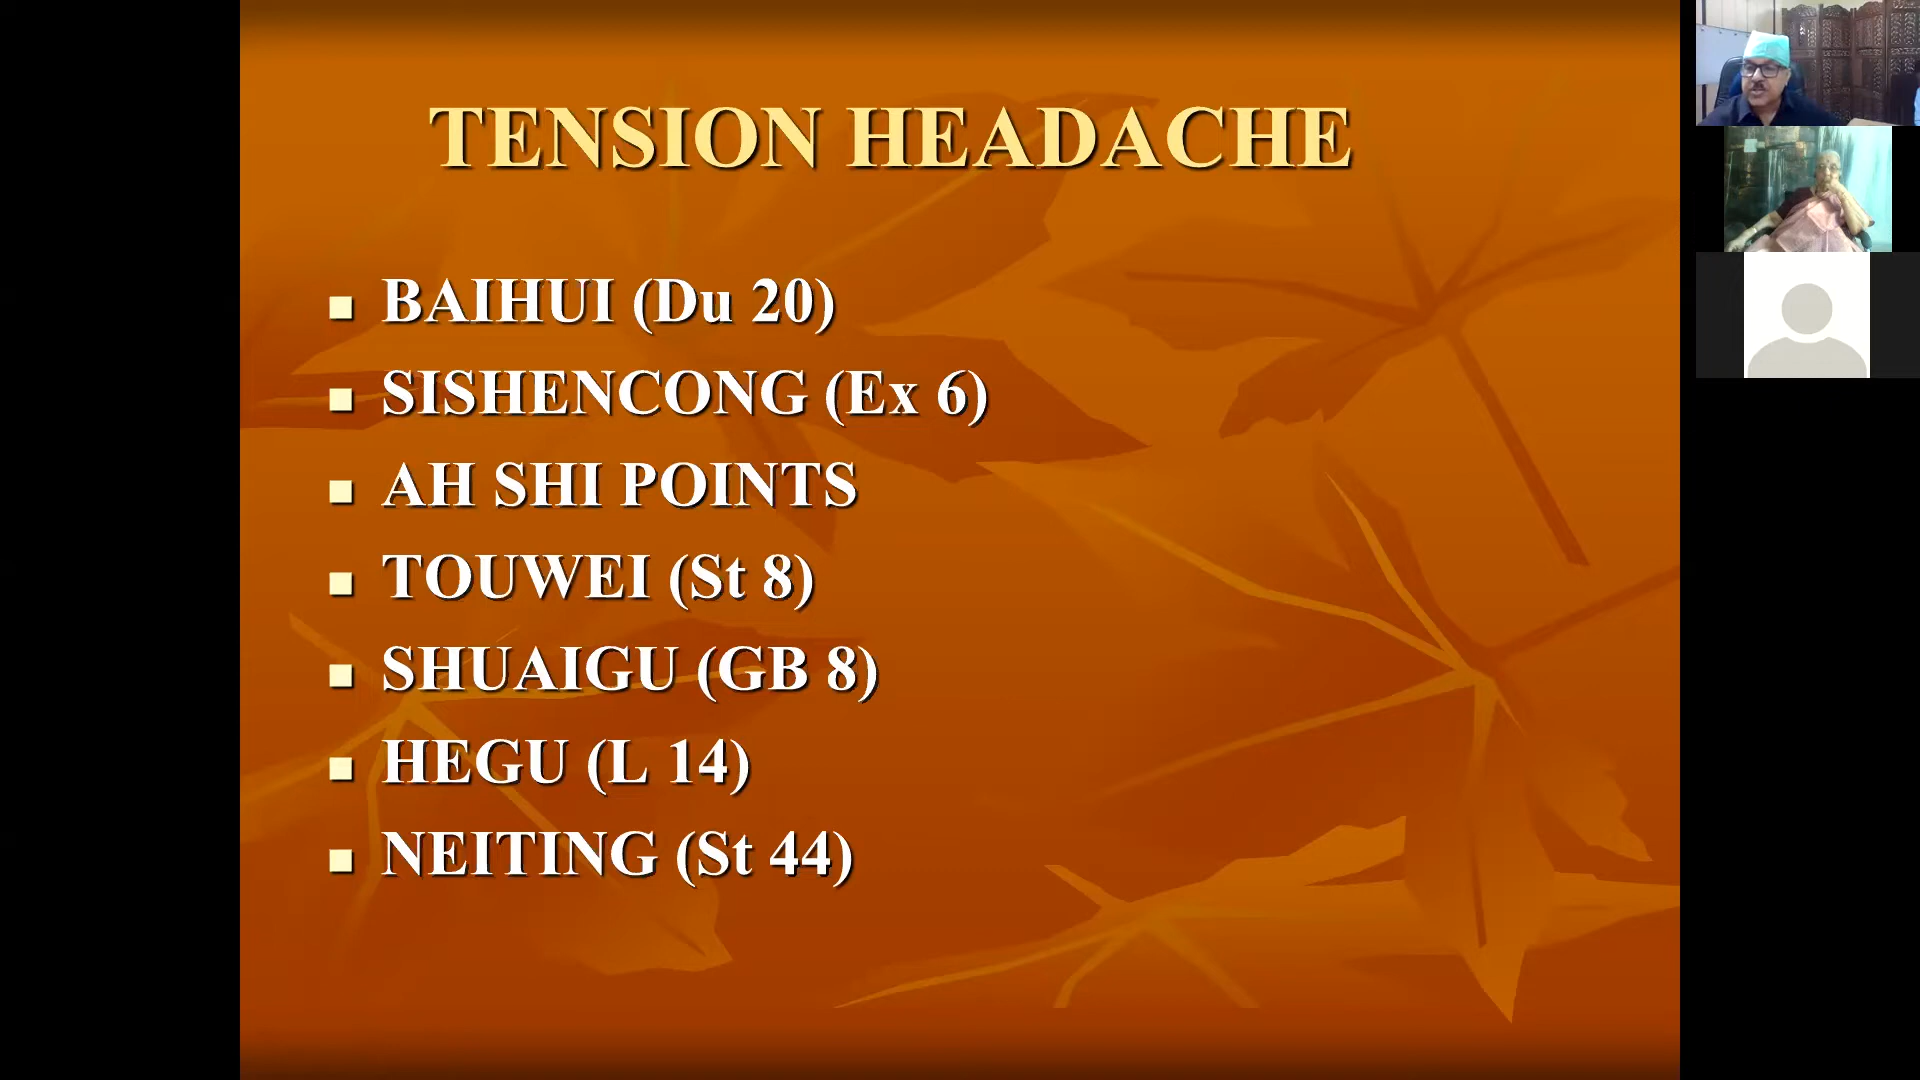 TENSION HEADACHE
BAIHUI (Du 20)
SISHENCONG (Ex 6)
AH SHI POINTS
TOUWEI (St 8)
SHUAIGU (GB 8)
HEGU (L 14)
NEITING (St 44)